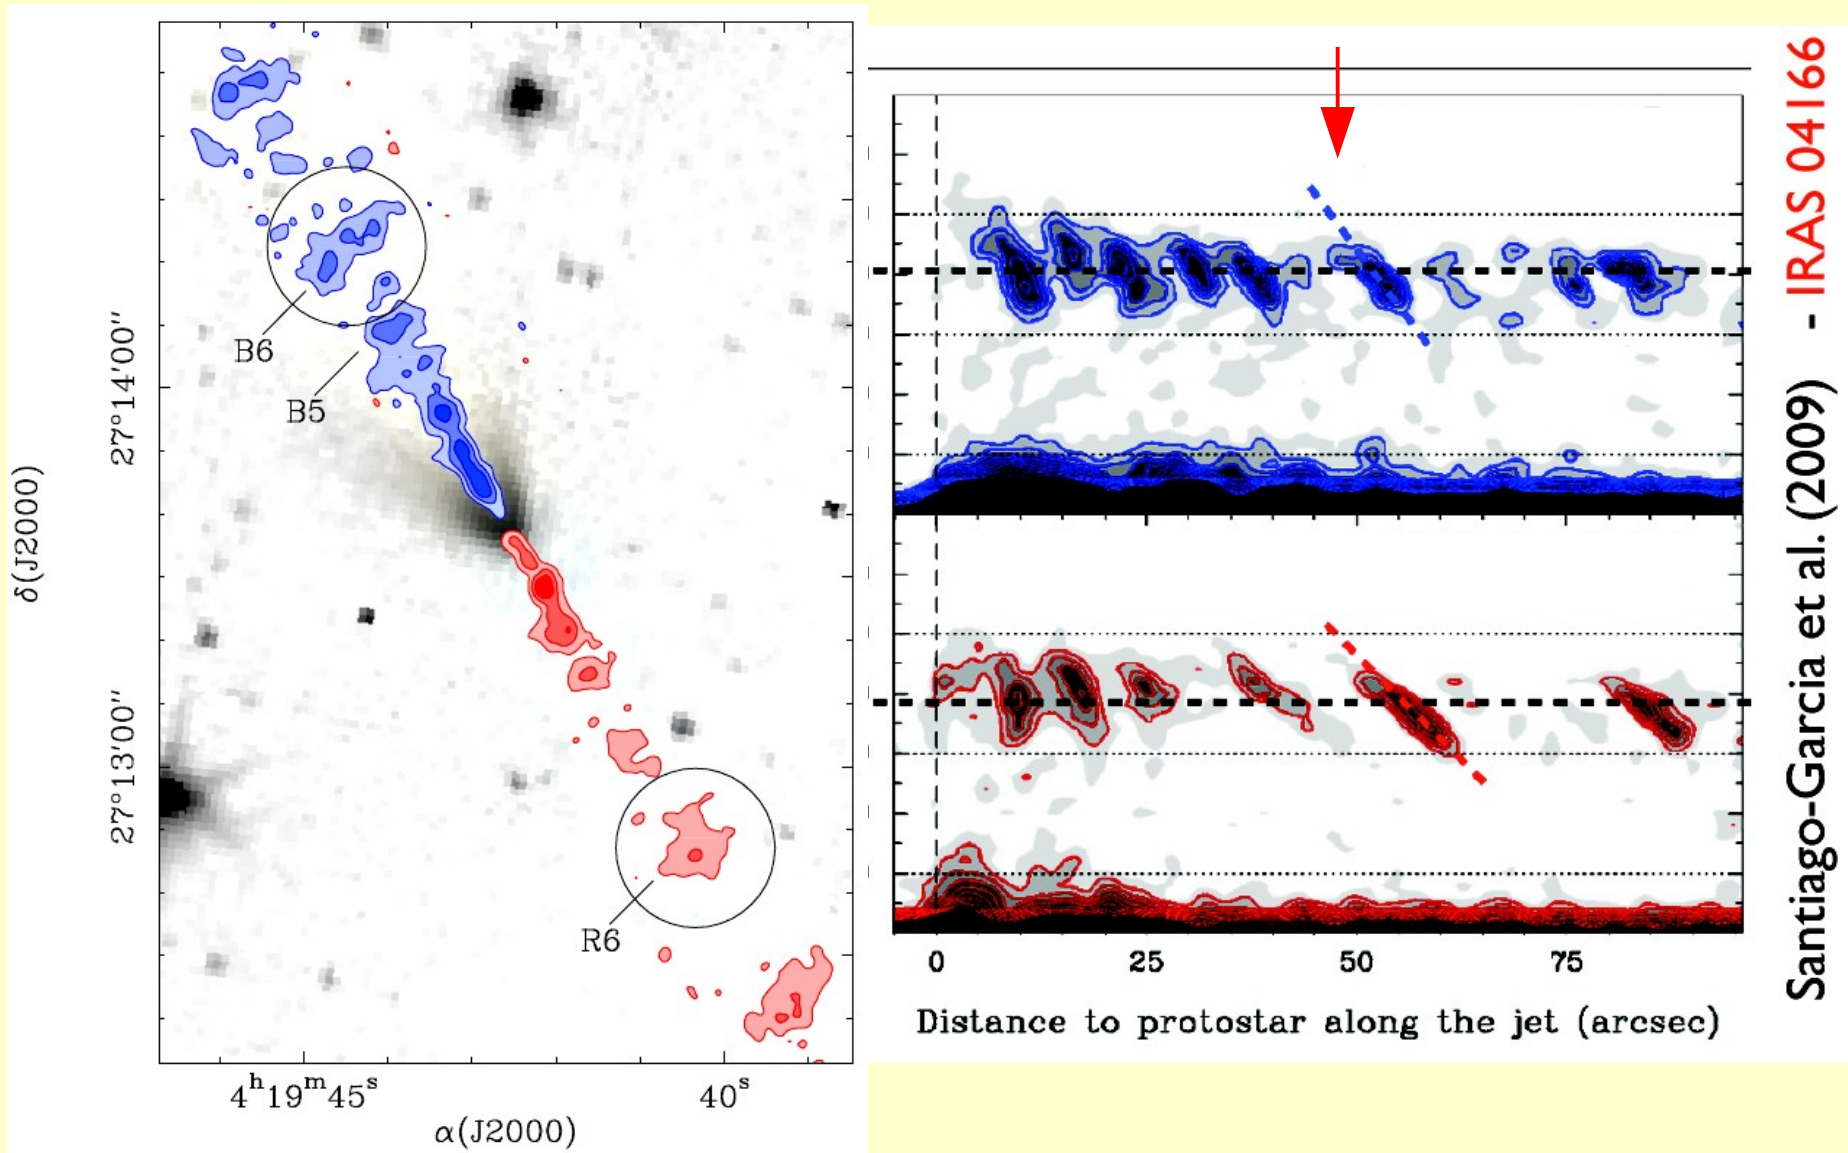 B6
B5
R6
27°14'00"
27°13'00"
δ(J2000)
4ʰ19ᵐ45ˢ
40ˢ
α(J2000)
0
25
50
75
Distance to protostar along the jet (arcsec)
Santiago-Garcia et al. (2009) - IRAS 04166